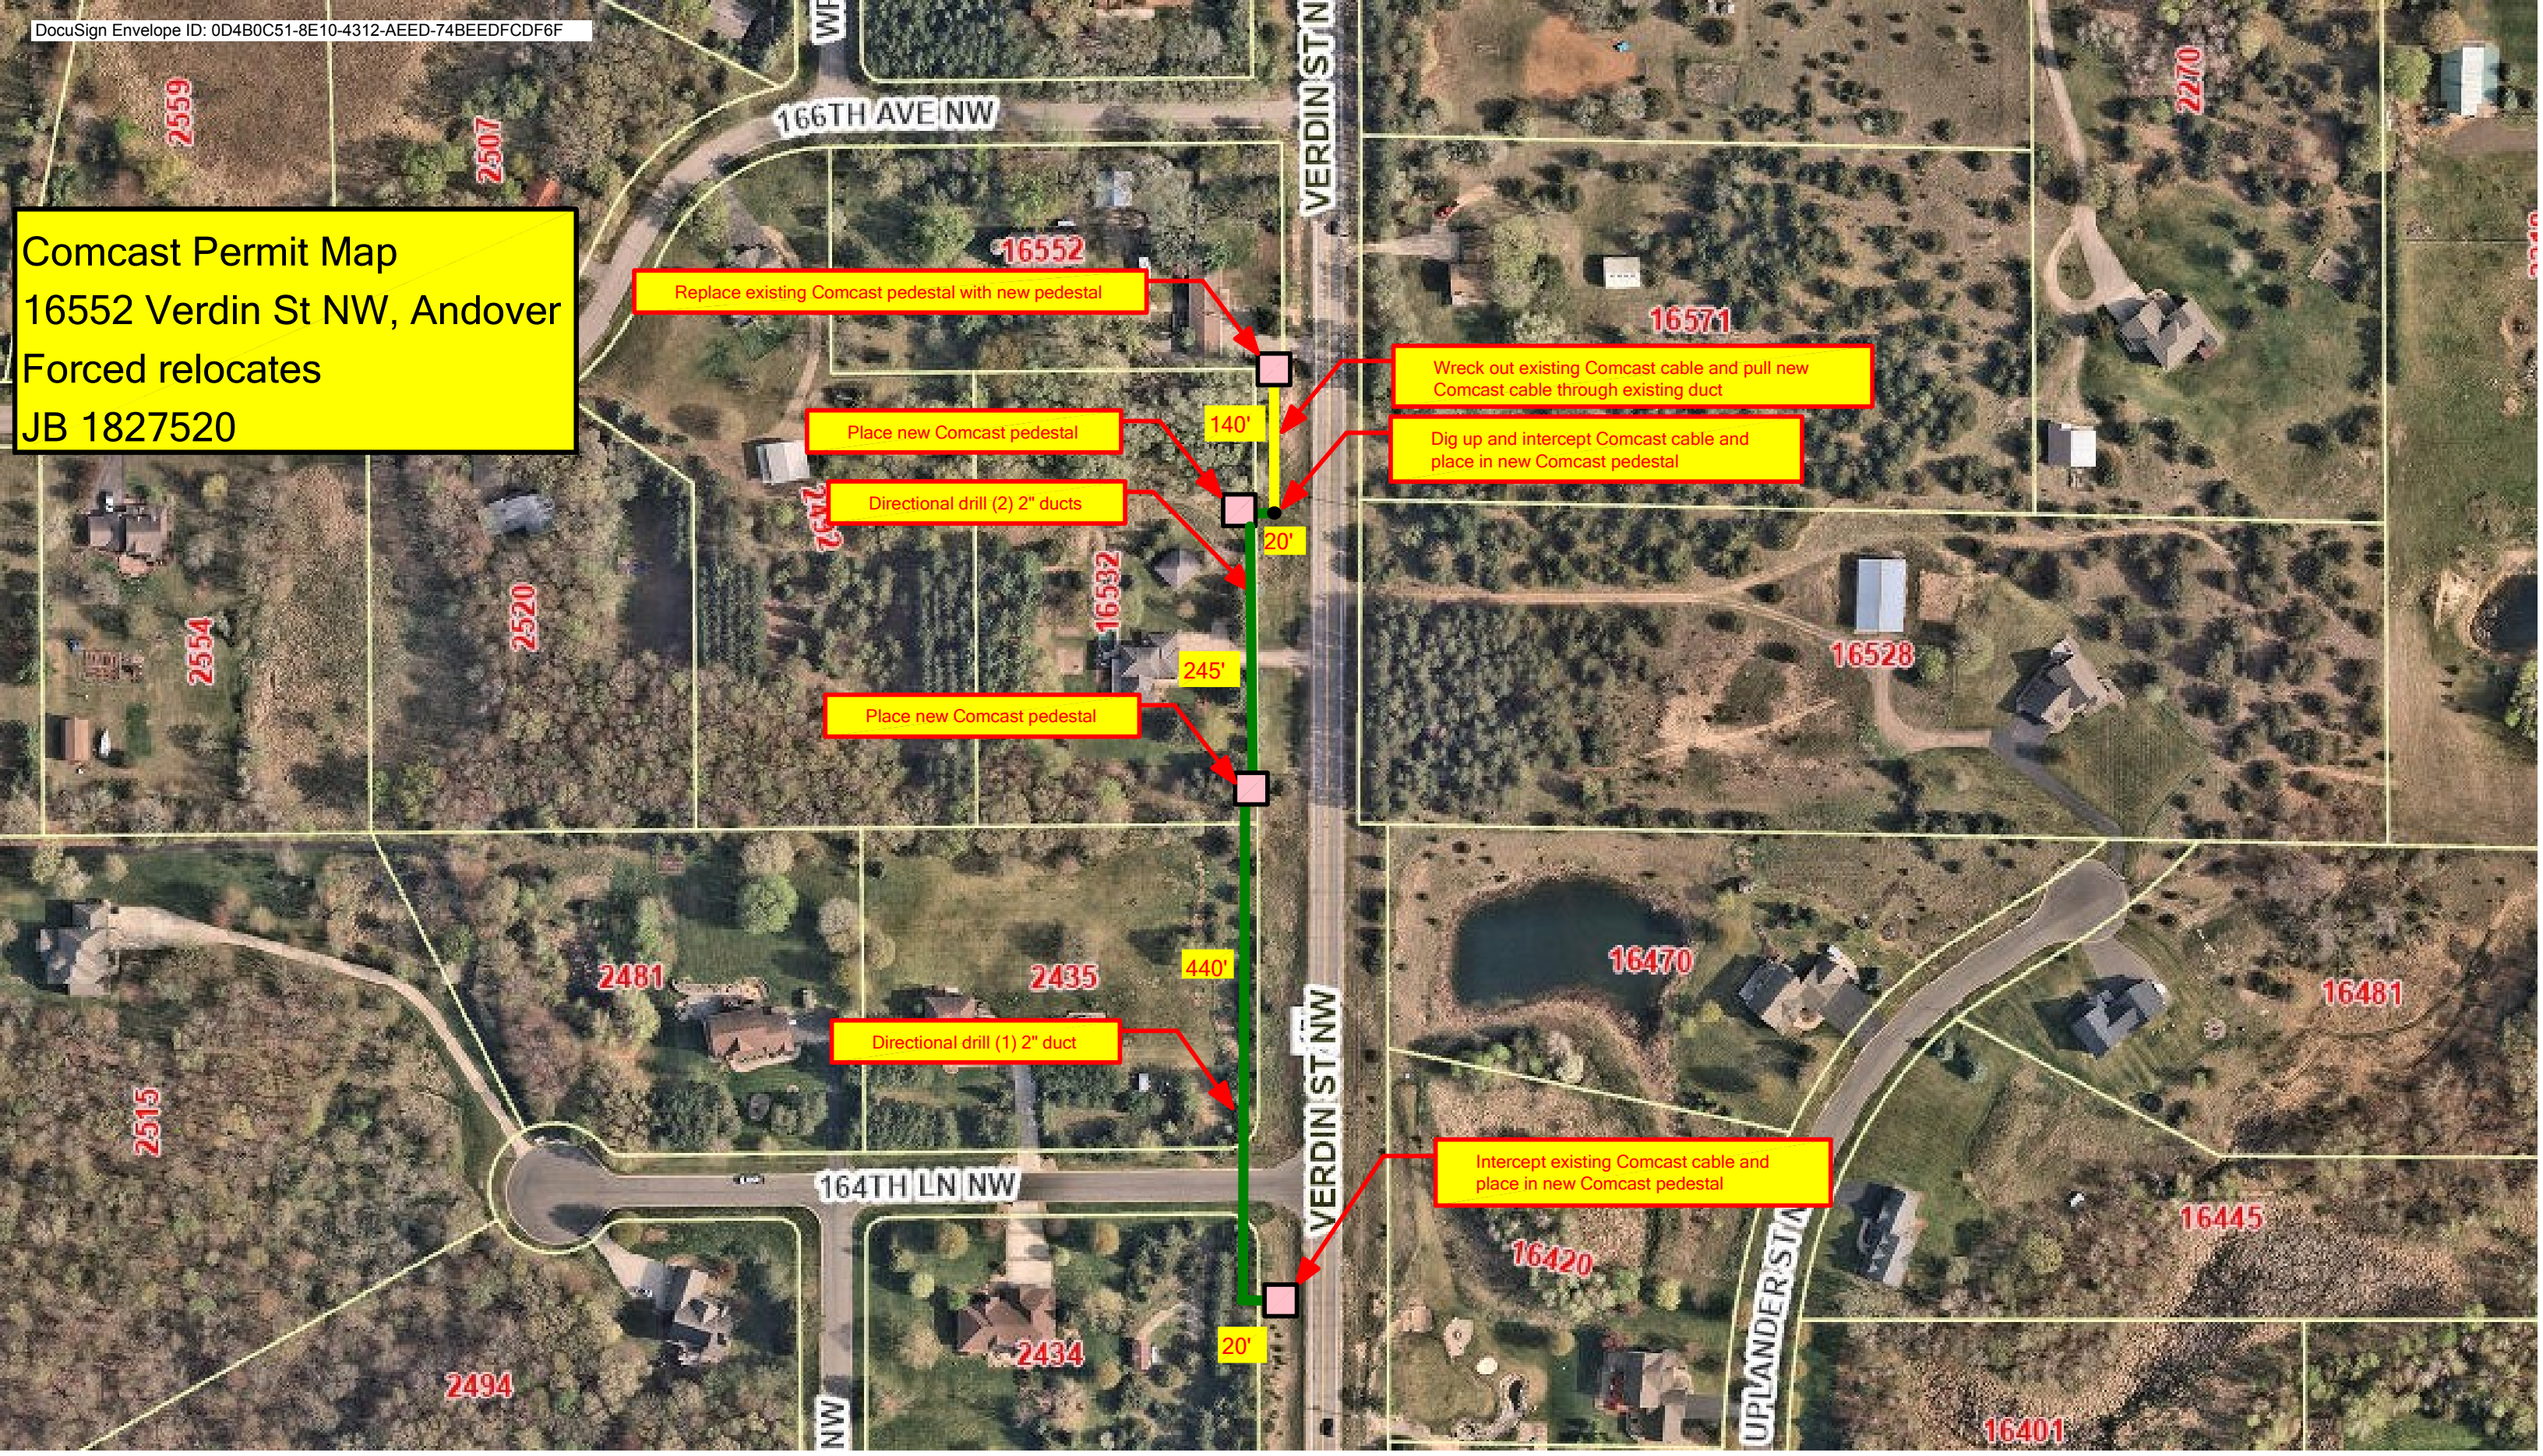 DocuSign Envelope ID: 0D4B0C51-8E10-4312-AEED-74BEEDFCDF6F
VERDIN ST N
2559
2507
166TH AVE NW
2270
Comcast Permit Map
16552 Verdin St NW, Andover
Forced relocates
JB 1827520
16552
Replace existing Comcast pedestal with new pedestal
16571
Wreck out existing Comcast cable and pull new
Comcast cable through existing duct
140'
Place new Comcast pedestal
Dig up and intercept Comcast cable and
place in new Comcast pedestal
Directional drill (2) 2" ducts
20'
16532
2520
2554
245'
16528
Place new Comcast pedestal
2481
2435
440'
16470
16481
Directional drill (1) 2" duct
VERDIN ST NW
2515
164TH LN NW
Intercept existing Comcast cable and
place in new Comcast pedestal
16420
16445
UPLANDER ST
20'
2434
2494
NW
16401